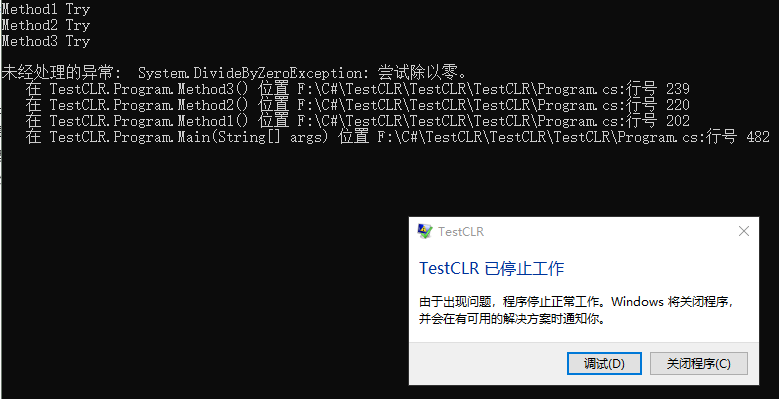 Method1 Try
Method2 Try
Method3 Try
未经处理的异常:  System.DivideByZeroException: 尝试除以零。
在 TestCLR.Program.Method3() 位置 F:\C#\TestCLR\TestCLR\TestCLR\Program.cs:行号 239
在 TestCLR.Program.Method2() 位置 F:\C#\TestCLR\TestCLR\TestCLR\Program.cs:行号 220
在 TestCLR.Program.Method1() 位置 F:\C#\TestCLR\TestCLR\TestCLR\Program.cs:行号 202
在 TestCLR.Program.Main(String[] args) 位置 F:\C#\TestCLR\TestCLR\TestCLR\Program.cs:行号 482
TestCLR
TestCLR 已停止工作
由于出现问题，程序停止正常工作。Windows 将关闭程序，
并会在有可用的解决方案时通知你。
调试(D)
关闭程序(C)